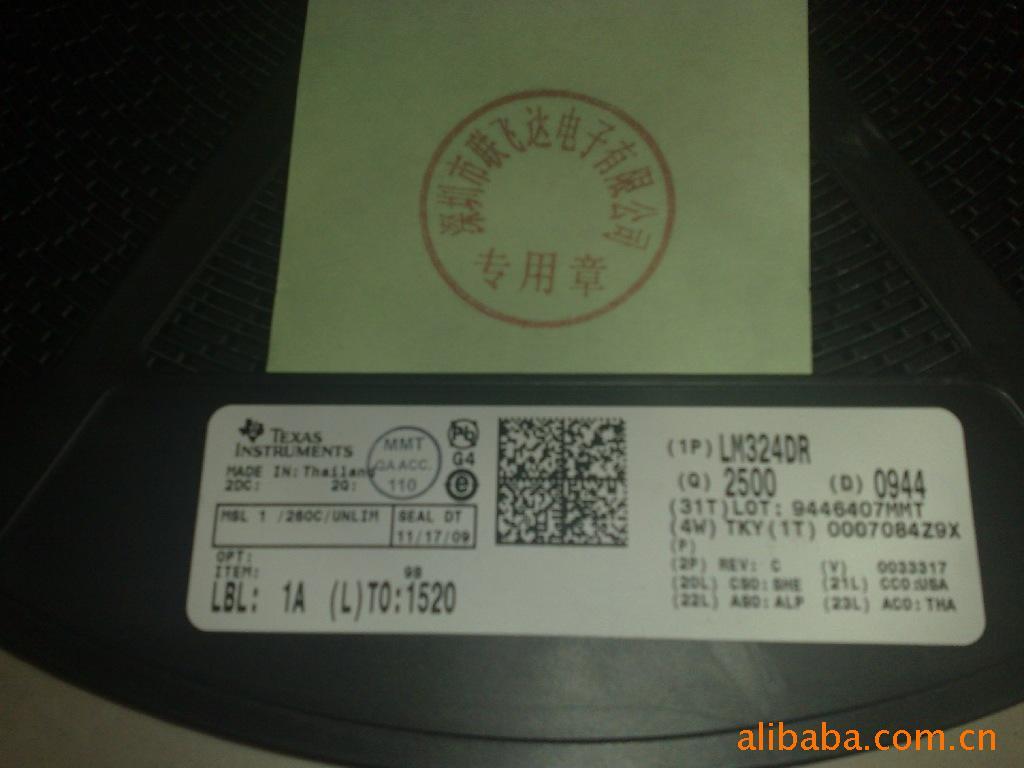 深圳市联飞达电子有限公司
专用章
TEXAS
INSTRUMENTS
MADE IN: Thailand
2DC: 2Q:
MMT
QA ACC.
110
Pb
G4
e
MSL 1 /260C/UNLIM
SEAL DT
11/17/09
OPT:
ITEM: 9B
LBL: 1A (L)TO:1520
(1P) LM324DR
(Q) 2500 (D) 0944
(31T)LOT: 9446407MMT
(4W) TKY(1T) 0007084Z9X
(P)
(2P) REV: C (V) 0033317
(20L) CSO:SHE (21L) CCO:USA
(22L) ASO:ALP (23L) ACO:THA
alibaba.com.cn